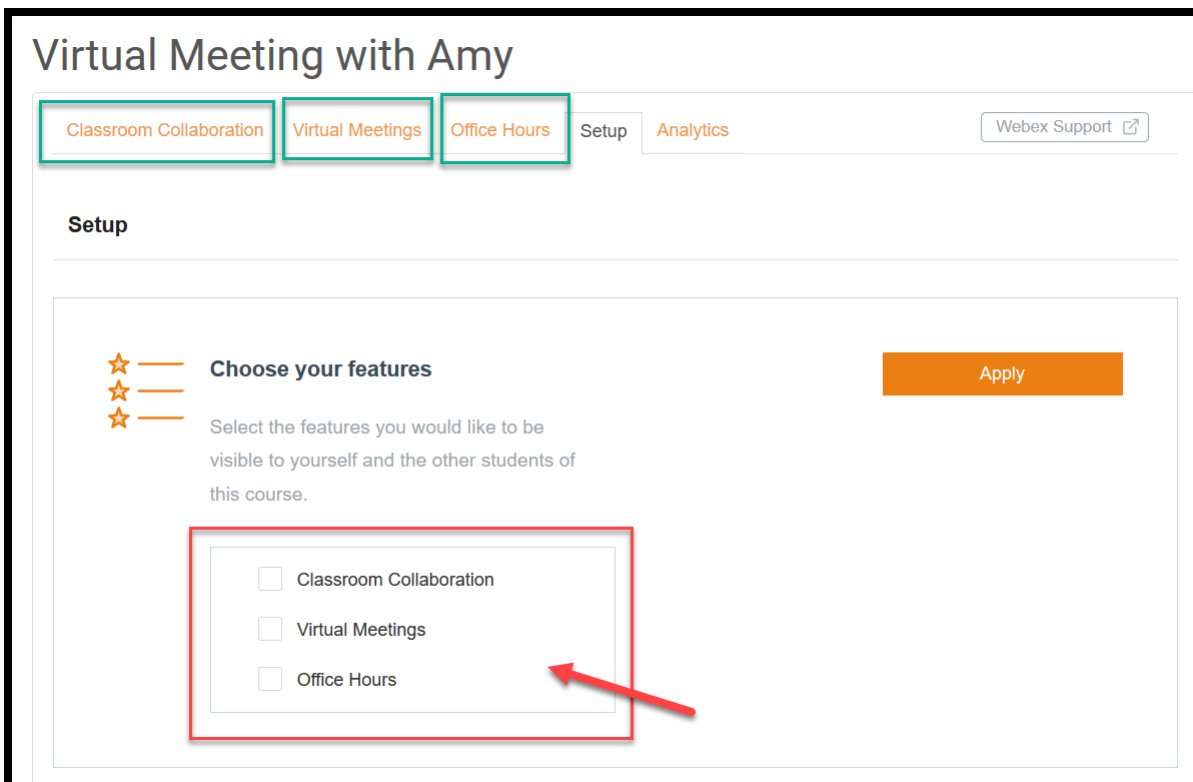 Virtual Meeting with Amy
Classroom Collaboration Virtual Meetings Office Hours Setup Analytics Webex Support
Setup
Choose your features
Apply
Select the features you would like to be
visible to yourself and the other students of
this course.
Classroom Collaboration
Virtual Meetings
Office Hours